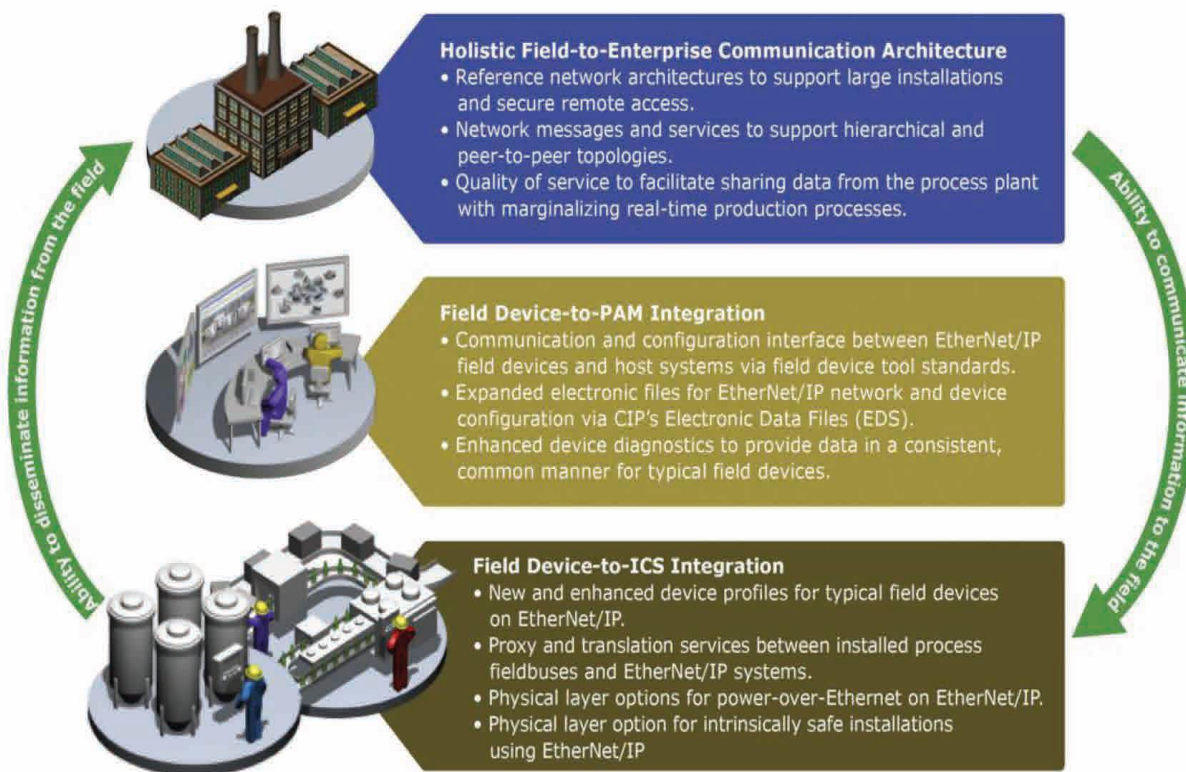 Holistic Field-to-Enterprise Communication Architecture
• Reference network architectures to support large installations
and secure remote access.
• Network messages and services to support hierarchical and
peer-to-peer topologies.
• Quality of service to facilitate sharing data from the process plant
with marginalizing real-time production processes.
Field Device-to-PAM Integration
• Communication and configuration interface between EtherNet/IP
field devices and host systems via field device tool standards.
• Expanded electronic files for EtherNet/IP network and device
configuration via CIP's Electronic Data Files (EDS).
• Enhanced device diagnostics to provide data in a consistent,
common manner for typical field devices.
Field Device-to-ICS Integration
• New and enhanced device profiles for typical field devices
on EtherNet/IP.
• Proxy and translation services between installed process
fieldbuses and EtherNet/IP systems.
• Physical layer options for power-over-Ethernet on EtherNet/IP.
• Physical layer option for intrinsically safe installations
using EtherNet/IP
Ability to disseminate information from the field
Ability to communicate information to the field